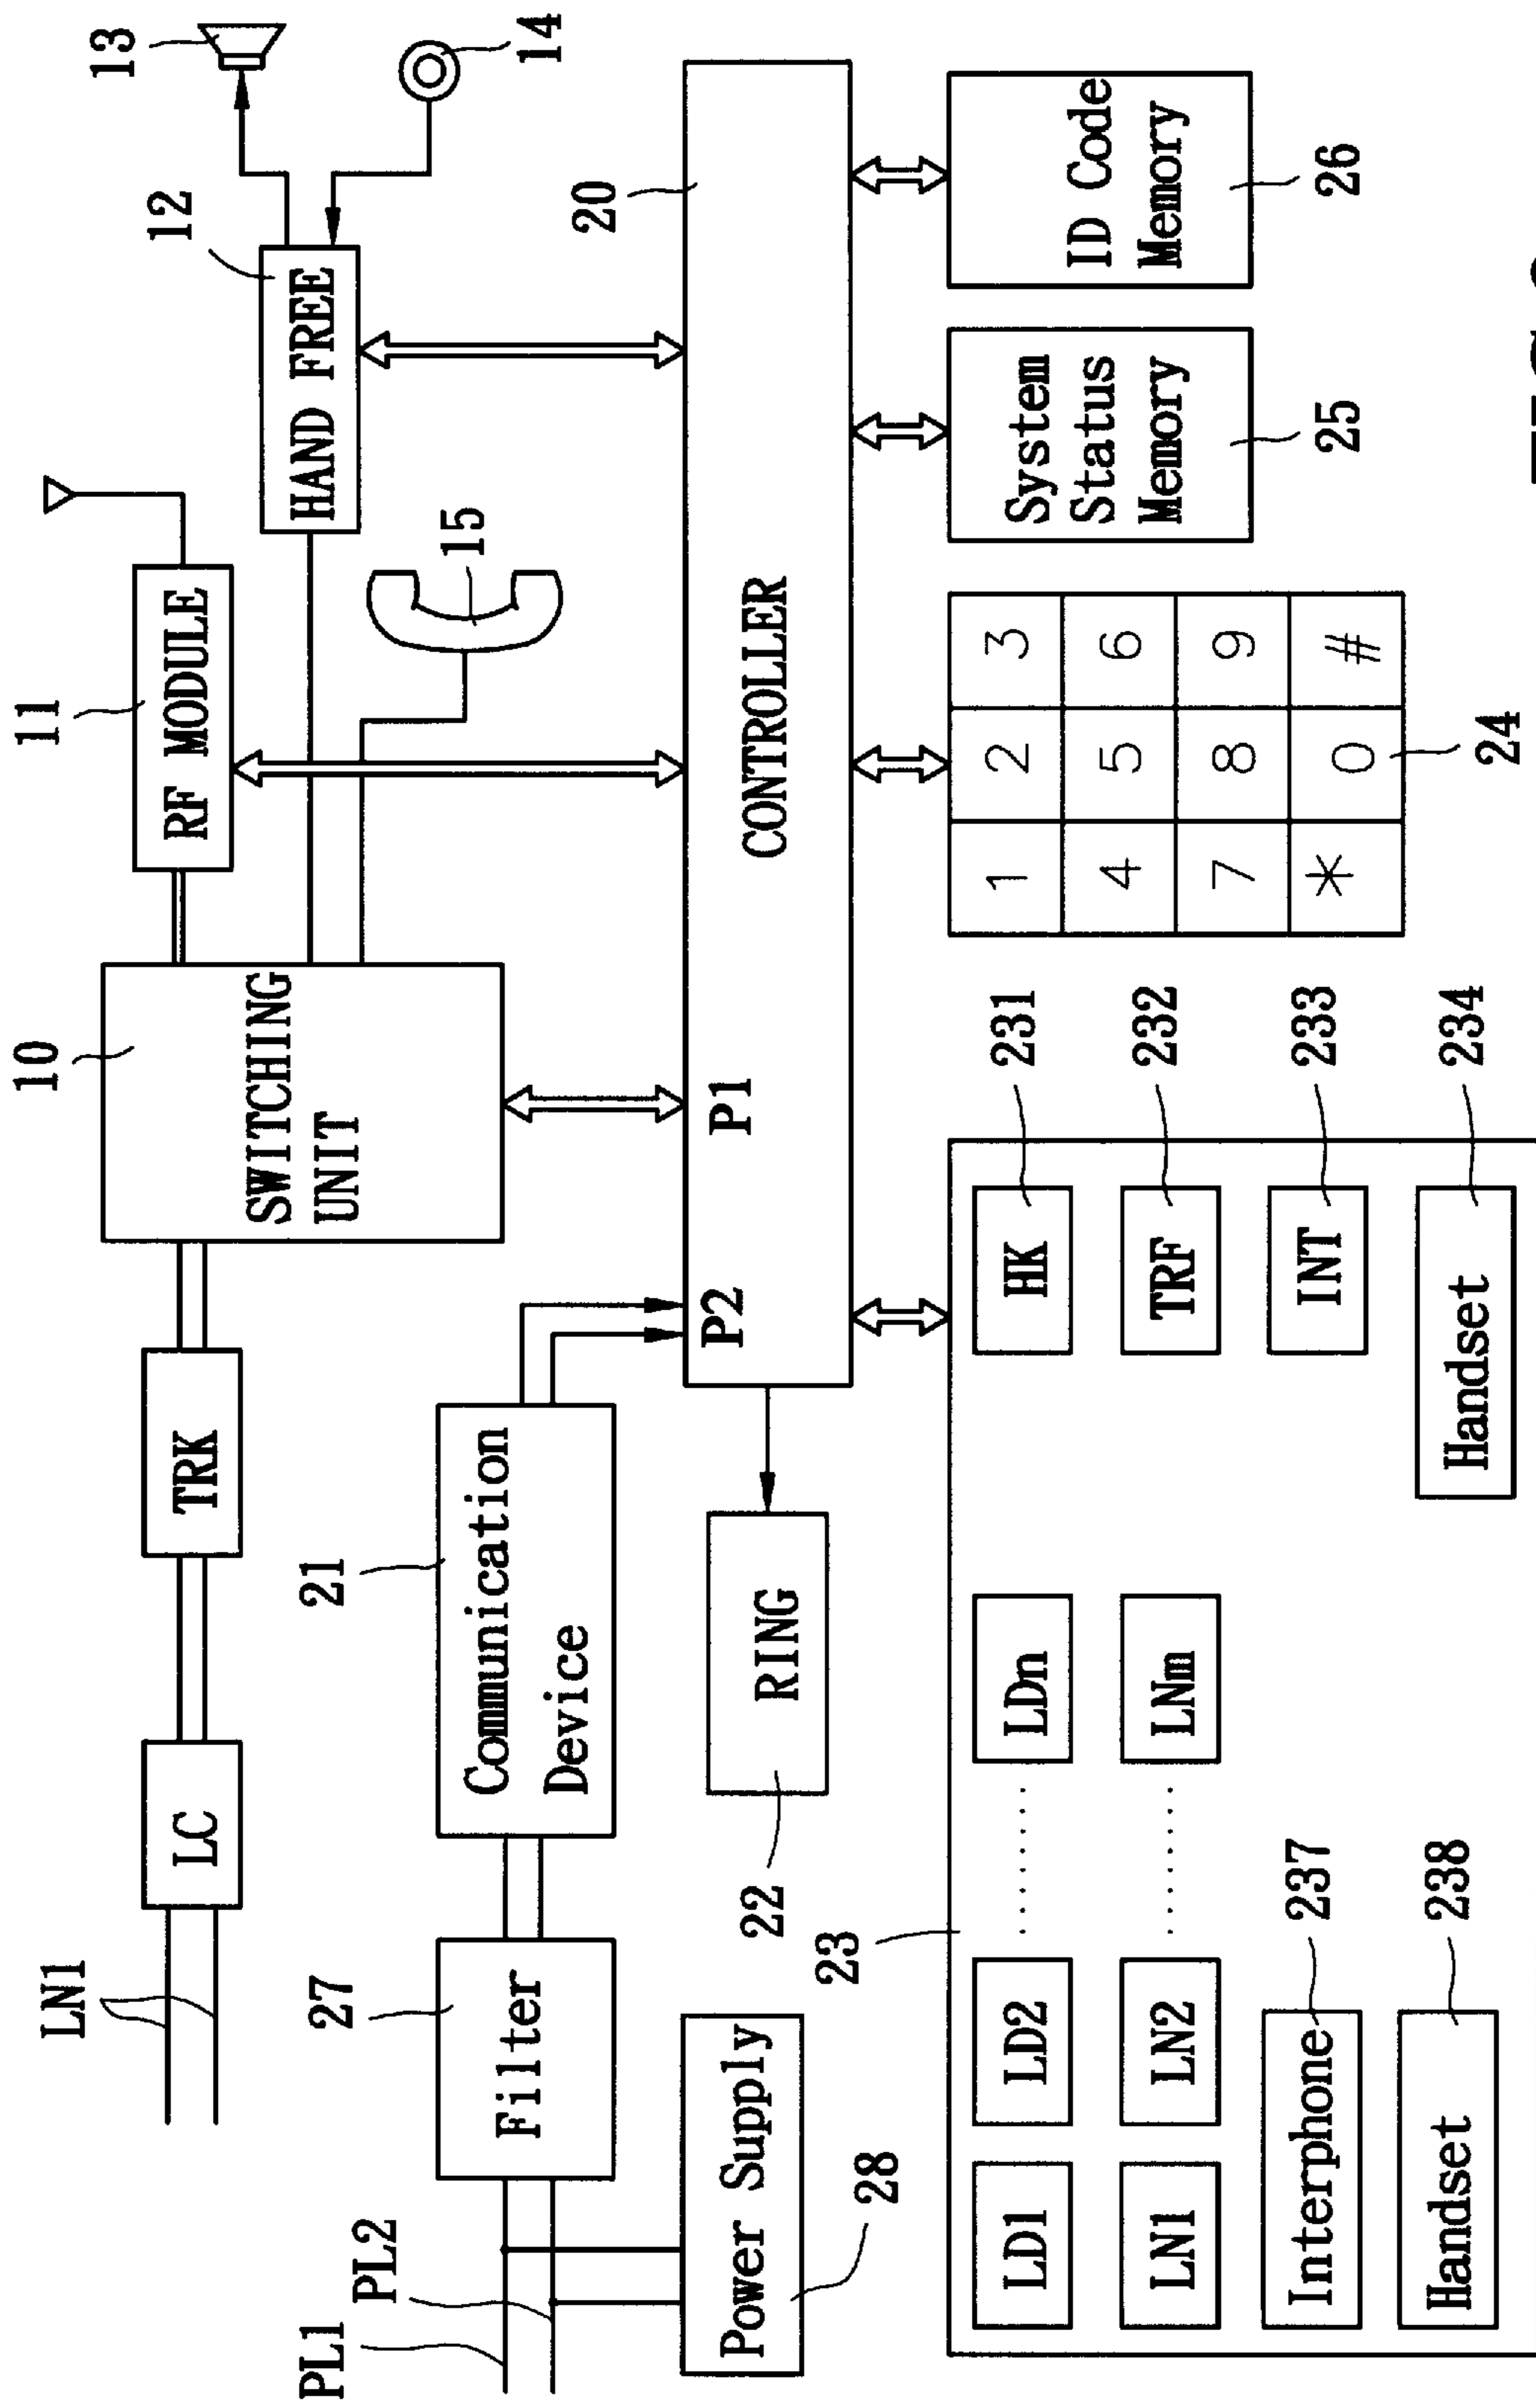 LN1
LC
TRK
10
SWITCHING
UNIT
11
RF MODULE
12
HAND FREE
13
14
15
PL1
PL2
27
Filter
21
Communication
Device
Power Supply
28
22
RING
20
P2
P1
CONTROLLER
23
LD1
LD2
LDn
LN1
LN2
LNm
Interphone
237
Handset
238
HK
231
TRF
232
INT
233
Handset
234
1 2 3
4 5 6
7 8 9
* 0 #
24
System
Status
Memory
25
ID Code
Memory
26